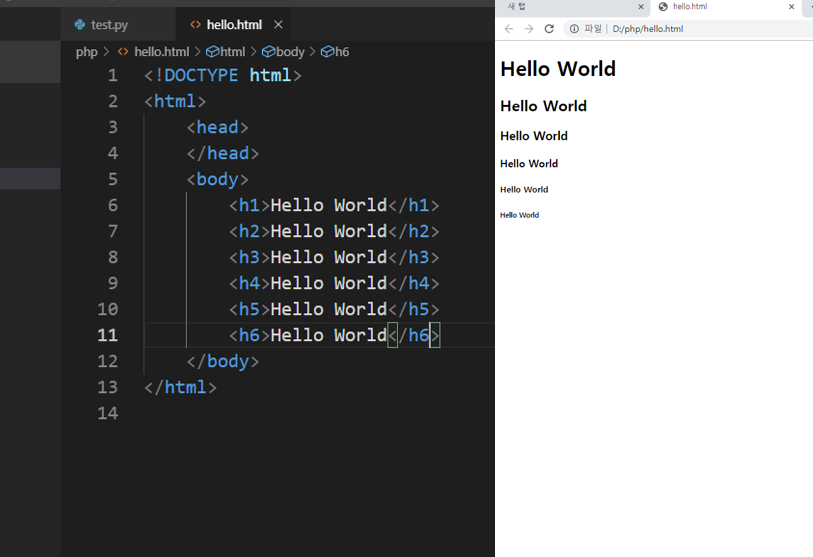 test.py
hello.html
php > hello.html > html > body > h6
1 <!DOCTYPE html>
2 <html>
3 <head>
4 </head>
5 <body>
6 <h1>Hello World</h1>
7 <h2>Hello World</h2>
8 <h3>Hello World</h3>
9 <h4>Hello World</h4>
10 <h5>Hello World</h5>
11 <h6>Hello World</h6>
12 </body>
13 </html>
14
새 탭
hello.html
파일 | D:/php/hello.html
Hello World
Hello World
Hello World
Hello World
Hello World
Hello World